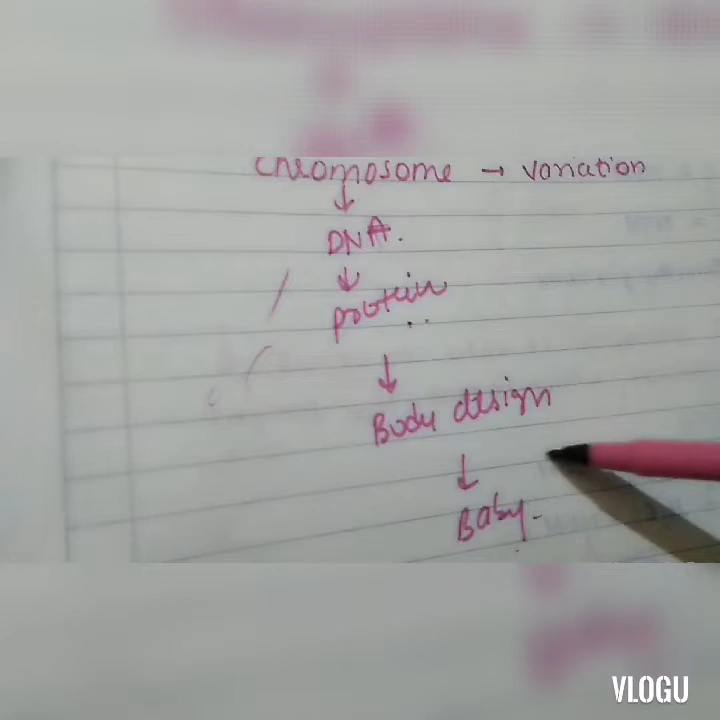 chromosome → variation
↓
DNA.
↓
protein
↓
Body design
↓
Baby.
VLOGU